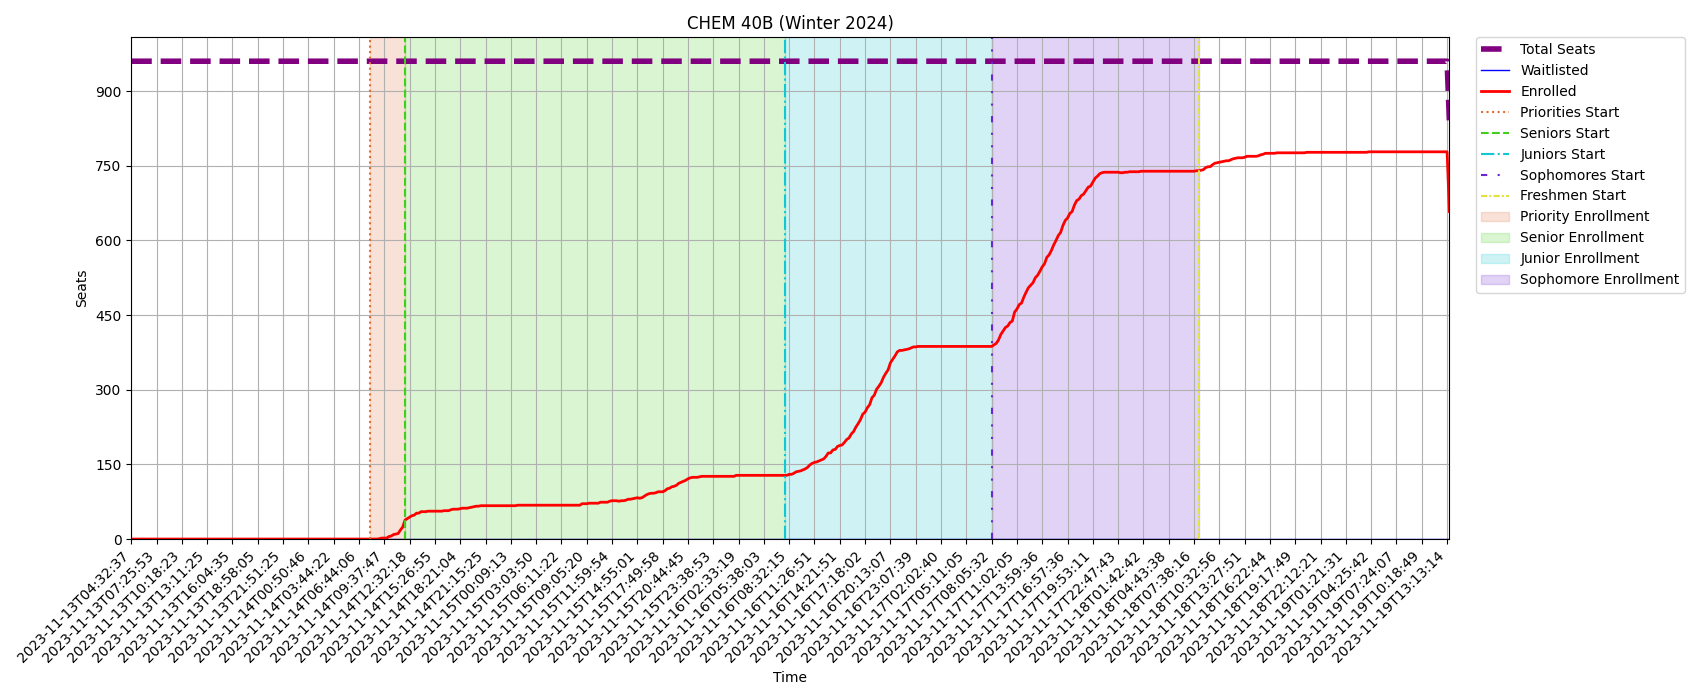 CHEM 40B (Winter 2024)
Seats
900
750
600
450
300
150
0
2023-11-13T04:32:37
2023-11-13T07:25:53
2023-11-13T10:18:23
2023-11-13T13:11:25
2023-11-13T16:04:35
2023-11-13T18:58:05
2023-11-13T21:51:25
2023-11-14T00:50:46
2023-11-14T03:44:22
2023-11-14T06:44:06
2023-11-14T09:37:47
2023-11-14T12:32:18
2023-11-14T15:26:55
2023-11-14T18:21:04
2023-11-14T21:15:25
2023-11-15T00:09:13
2023-11-15T03:03:50
2023-11-15T06:11:22
2023-11-15T09:05:20
2023-11-15T11:59:54
2023-11-15T14:55:01
2023-11-15T17:49:58
2023-11-15T20:44:45
2023-11-15T23:38:53
2023-11-16T02:33:19
2023-11-16T05:38:03
2023-11-16T08:32:15
2023-11-16T11:26:51
2023-11-16T14:21:51
2023-11-16T17:18:02
2023-11-16T20:13:07
2023-11-16T23:07:39
2023-11-17T02:02:40
2023-11-17T05:11:05
2023-11-17T08:05:32
2023-11-17T11:02:05
2023-11-17T13:59:36
2023-11-17T16:57:36
2023-11-17T19:53:11
2023-11-17T22:47:43
2023-11-18T01:42:42
2023-11-18T04:43:38
2023-11-18T07:38:16
2023-11-18T10:32:56
2023-11-18T13:27:51
2023-11-18T16:22:44
2023-11-18T19:17:49
2023-11-18T22:12:21
2023-11-19T01:21:31
2023-11-19T04:25:42
2023-11-19T07:24:07
2023-11-19T10:18:49
2023-11-19T13:13:14
Time
Total Seats
Waitlisted
Enrolled
Priorities Start
Seniors Start
Juniors Start
Sophomores Start
Freshmen Start
Priority Enrollment
Senior Enrollment
Junior Enrollment
Sophomore Enrollment